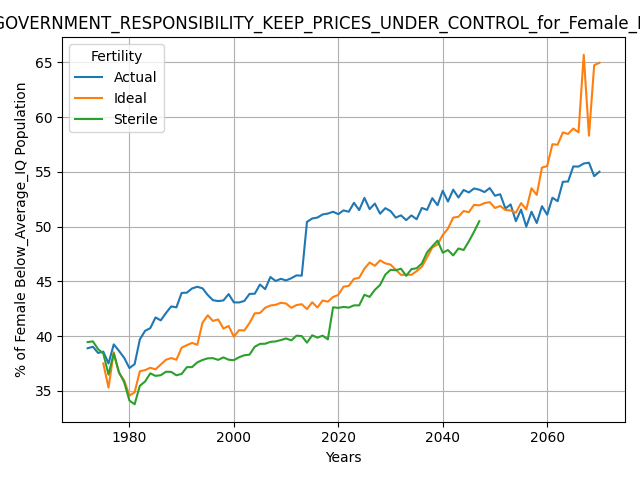 GOVERNMENT_RESPONSIBILITY_KEEP_PRICES_UNDER_CONTROL_for_Female_
Fertility
Actual
Ideal
Sterile
% of Female Below_Average_IQ Population
65
60
55
50
45
40
35
1980
2000
2020
2040
2060
Years